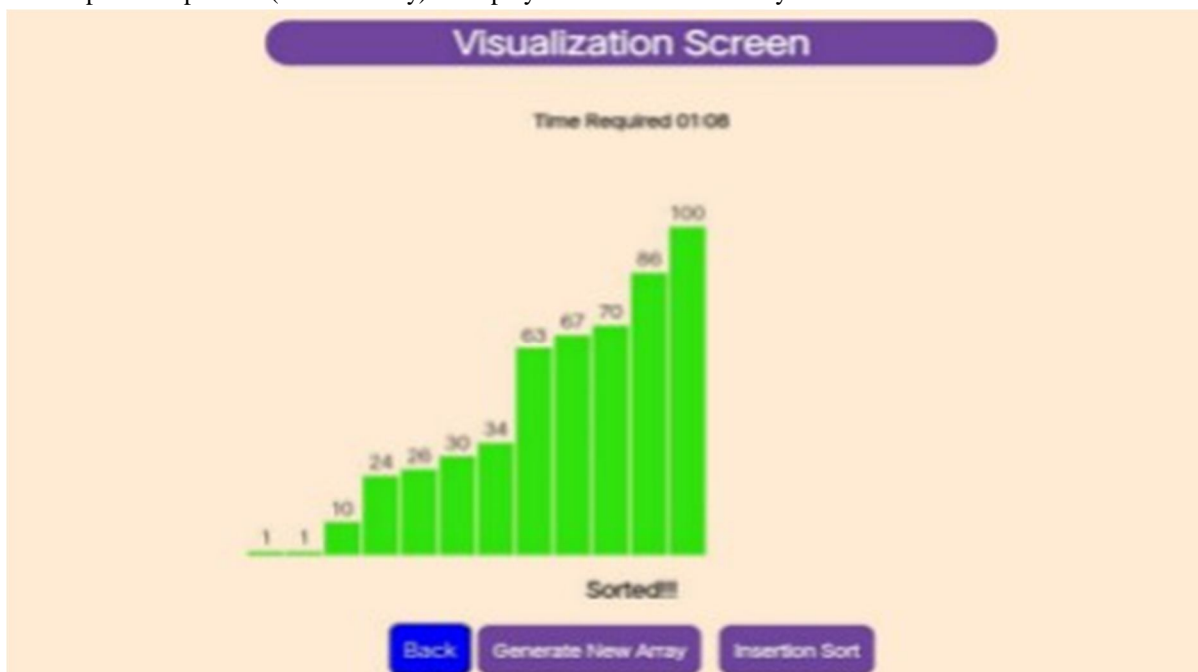 Visualization Screen
Time Required 01:08
100
86
70
67
63
34
30
26
24
10
1 1
Sorted!!!
Back Generate New Array Insertion Sort